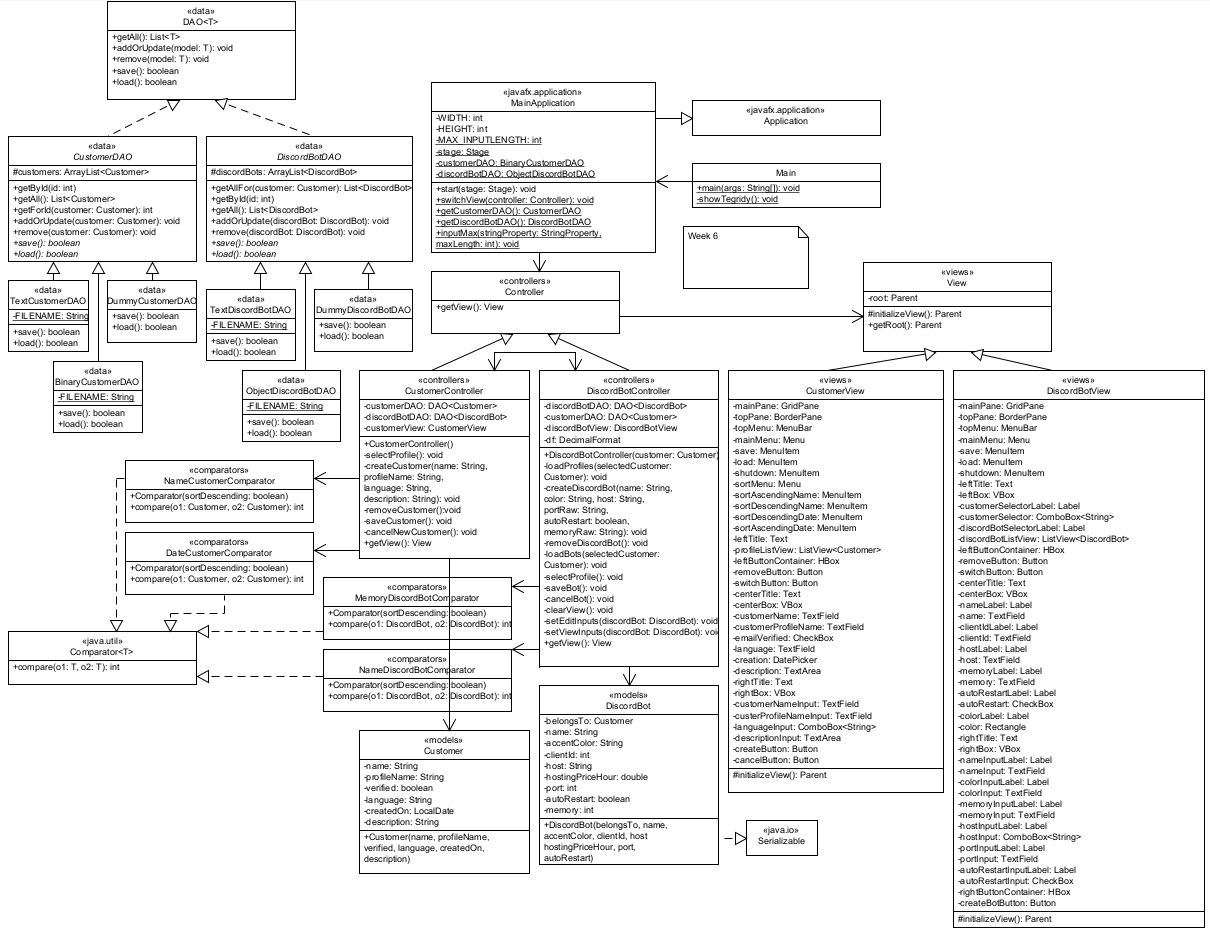 «data»
DAO<T>
+getAll(): List<T>
+addOrUpdate(model: T): void
+remove(model: T): void
+save(): boolean
+load(): boolean
«data»
CustomerDAO
#customers: ArrayList<Customer>
+getById(id: int)
+getAll(): List<Customer>
+getForId(customer: Customer): int
+addOrUpdate(customer: Customer): void
+remove(customer: Customer): void
+save(): boolean
+load(): boolean
«data»
DiscordBotDAO
#discordBots: ArrayList<DiscordBot>
+getAllFor(customer: Customer): List<DiscordBot>
+getById(id: int)
+getAll(): List<DiscordBot>
+addOrUpdate(discordBot: DiscordBot): void
+remove(discordBot: DiscordBot): void
+save(): boolean
+load(): boolean
«javafx.application»
MainApplication
-WIDTH: int
-HEIGHT: int
-MAX_INPUTLENGTH: int
-stage: Stage
-customerDAO: BinaryCustomerDAO
-discordBotDAO: ObjectDiscordBotDAO
+start(stage: Stage): void
+switchView(controller: Controller): void
+getCustomerDAO(): CustomerDAO
+getDiscordBotDAO(): DiscordBotDAO
+inputMax(stringProperty: StringProperty,
maxLength: int): void
«javafx.application»
Application
Main
+main(args: String[]): void
-showTegridy(): void
Week 6
«data»
TextCustomerDAO
-FILENAME: String
+save(): boolean
+load(): boolean
«data»
DummyCustomerDAO
+save(): boolean
+load(): boolean
«data»
TextDiscordBotDAO
-FILENAME: String
+save(): boolean
+load(): boolean
«data»
DummyDiscordBotDAO
+save(): boolean
+load(): boolean
«data»
BinaryCustomerDAO
-FILENAME: String
+save(): boolean
+load(): boolean
«data»
ObjectDiscordBotDAO
-FILENAME: String
+save(): boolean
+load(): boolean
«controllers»
Controller
+getView(): View
«views»
View
-root: Parent
#initializeView(): Parent
+getRoot(): Parent
«controllers»
CustomerController
-customerDAO: DAO<Customer>
-discordBotDAO: DAO<DiscordBot>
-customerView: CustomerView
+CustomerController()
-selectProfile(): void
-createCustomer(name: String,
profileName: String,
language: String,
description: String): void
-removeCustomer():void
-saveCustomer(): void
-cancelNewCustomer(): void
+getView(): View
«controllers»
DiscordBotController
-discordBotDAO: DAO<DiscordBot>
-customerDAO: DAO<Customer>
-discordBotView: DiscordBotView
-df: DecimalFormat
+DiscordBotController(customer: Customer)
-loadProfiles(selectedCustomer:
Customer): void
-createDiscordBot(name: String,
color: String, host: String,
portRaw: String,
autoRestart: boolean,
memoryRaw: String): void
-removeDiscordBot(): void
-loadBots(selectedCustomer:
Customer): void
-selectProfile(): void
-saveBot(): void
-cancelBot(): void
-clearView(): void
-setEditInputs(discordBot: DiscordBot): void
-setViewInputs(discordBot: DiscordBot): void
+getView(): View
«views»
CustomerView
-mainPane: GridPane
-topPane: BorderPane
-topMenu: MenuBar
-mainMenu: Menu
-save: MenuItem
-load: MenuItem
-shutdown: MenuItem
-sortMenu: Menu
-sortAscendingName: MenuItem
-sortDescendingName: MenuItem
-sortDescendingDate: MenuItem
-sortAscendingDate: MenuItem
-leftTitle: Text
-profileListView: ListView<Customer>
-leftButtonContainer: HBox
-removeButton: Button
-switchButton: Button
-centerTitle: Text
-centerBox: VBox
-customerName: TextField
-customerProfileName: TextField
-emailVerified: CheckBox
-language: TextField
-creation: DatePicker
-description: TextArea
-rightTitle: Text
-rightBox: VBox
-customerNameInput: TextField
-custerProfileNameInput: TextField
-languageInput: ComboBox<String>
-descriptionInput: TextArea
-createButton: Button
-cancelButton: Button
#initializeView(): Parent
«views»
DiscordBotView
-mainPane: GridPane
-topPane: BorderPane
-topMenu: MenuBar
-mainMenu: Menu
-save: MenuItem
-load: MenuItem
-shutdown: MenuItem
-leftTitle: Text
-leftBox: VBox
-customerSelectorLabel: Label
-customerSelector: ComboBox<String>
-discordBotSelectorLabel: Label
-discordBotListView: ListView<DiscordBot>
-leftButtonContainer: HBox
-removeButton: Button
-switchButton: Button
-centerTitle: Text
-centerBox: VBox
-nameLabel: Label
-name: TextField
-clientIdLabel: Label
-clientId: TextField
-hostLabel: Label
-host: TextField
-memoryLabel: Label
-memory: TextField
-autoRestartLabel: Label
-autoRestart: CheckBox
-colorLabel: Label
-color: Rectangle
-rightTitle: Text
-rightBox: VBox
-nameInputLabel: Label
-nameInput: TextField
-colorInputLabel: Label
-colorInput: TextField
-memoryInputLabel: Label
-memoryInput: TextField
-hostInputLabel: Label
-hostInput: ComboBox<String>
-portInputLabel: Label
-portInput: TextField
-autoRestartInputLabel: Label
-autoRestartInput: CheckBox
-rightButtonContainer: HBox
-createBotButton: Button
#initializeView(): Parent
«comparators»
NameCustomerComparator
+Comparator(sortDescending: boolean)
+compare(o1: Customer, o2: Customer): int
«comparators»
DateCustomerComparator
+Comparator(sortDescending: boolean)
+compare(o1: Customer, o2: Customer): int
«comparators»
MemoryDiscordBotComparator
+Comparator(sortDescending: boolean)
+compare(o1: DiscordBot, o2: DiscordBot): int
«java.util»
Comparator<T>
+compare(o1: T, o2: T): int
«comparators»
NameDiscordBotComparator
+Comparator(sortDescending: boolean)
+compare(o1: DiscordBot, o2: DiscordBot): int
«models»
Customer
-name: String
-profileName: String
-verified: boolean
-language: String
-createdOn: LocalDate
-description: String
+Customer(name, profileName,
verified, language, createdOn,
description)
«models»
DiscordBot
-belongsTo: Customer
-name: String
-accentColor: String
-clientId: int
-host: String
-hostingPriceHour: double
-port: int
-autoRestart: boolean
-memory: int
+DiscordBot(belongsTo, name,
accentColor, clientId, host
hostingPriceHour, port,
autoRestart)
«java.io»
Serializable